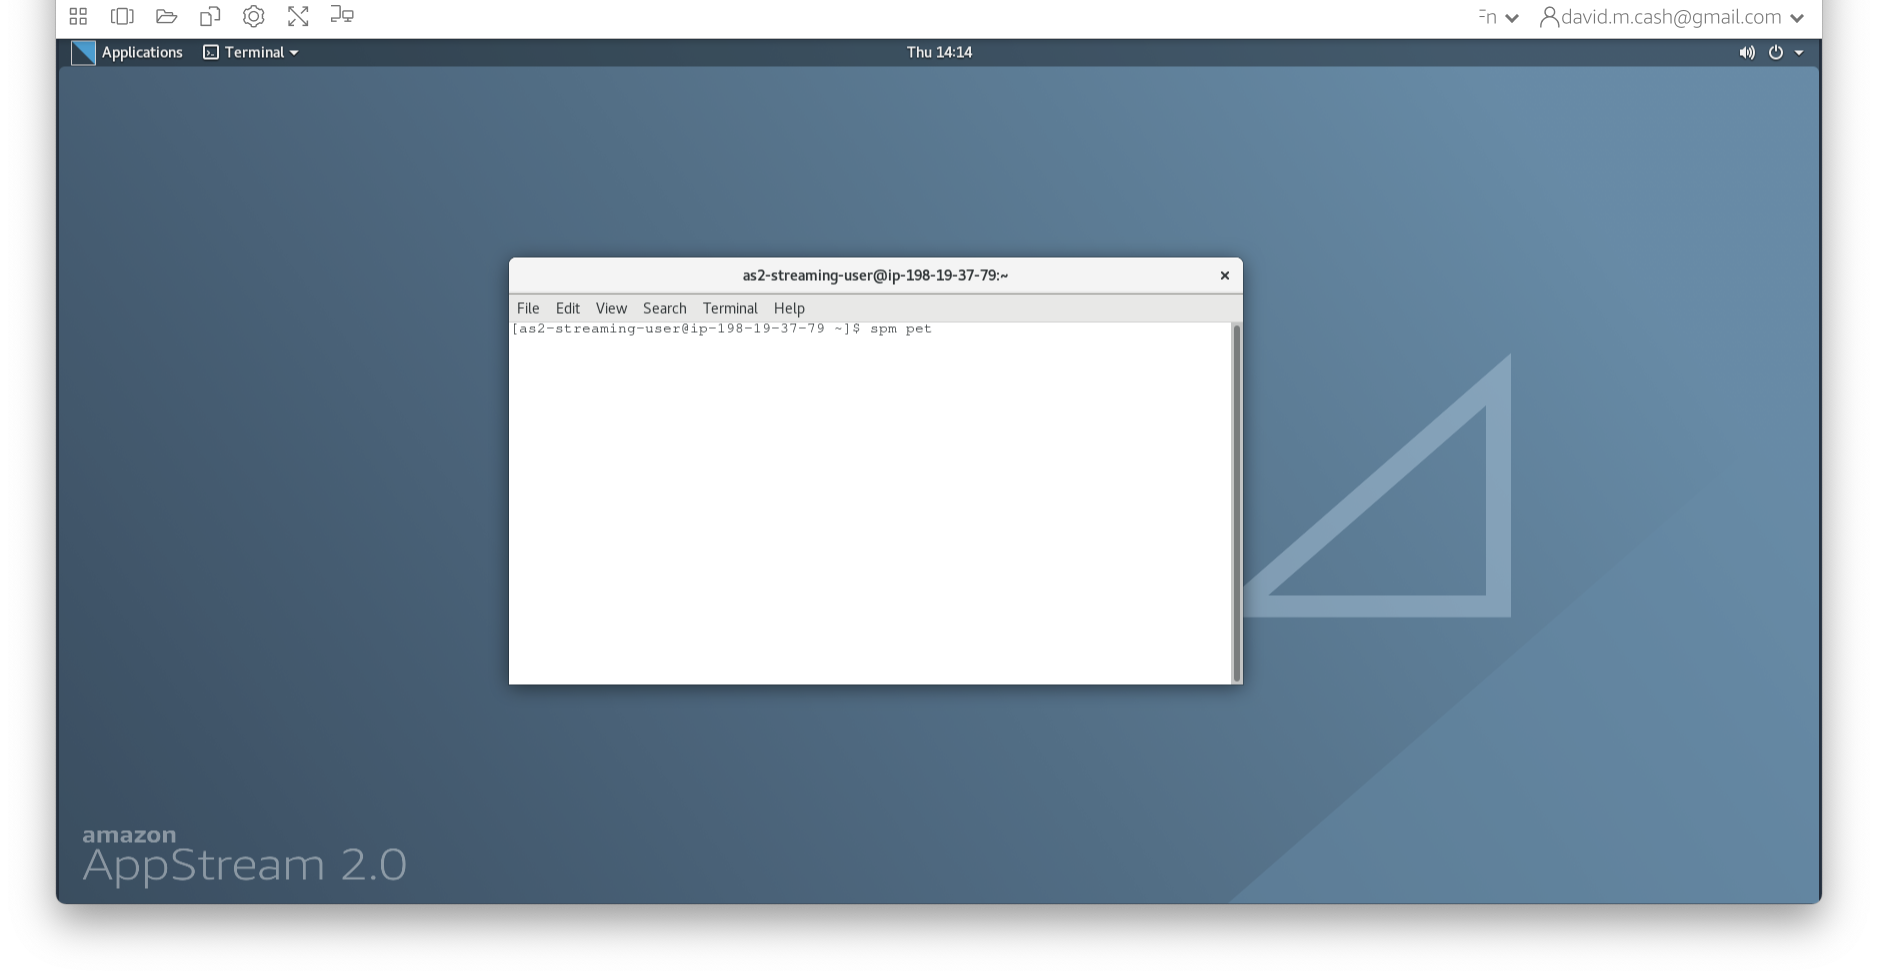 Fn david.m.cash@gmail.com
Applications Terminal Thu 14:14
as2-streaming-user@ip-198-19-37-79:~
File Edit View Search Terminal Help
[as2-streaming-user@ip-198-19-37-79 ~]$ spm pet
amazon
AppStream 2.0